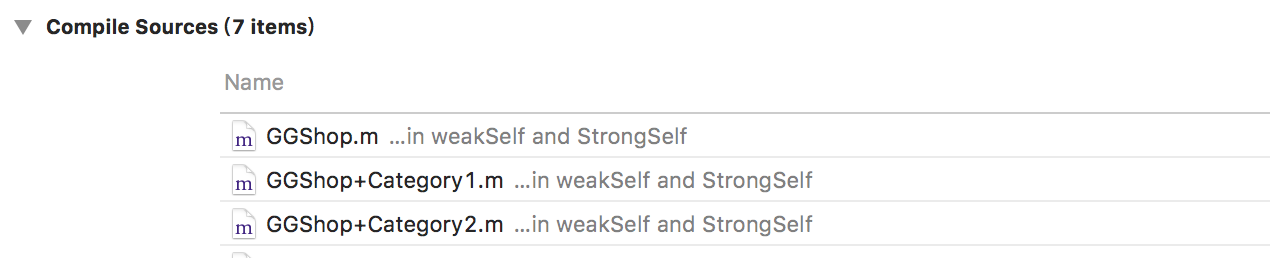 Compile Sources (7 items)
Name
m GGShop.m ...in weakSelf and StrongSelf
m GGShop+Category1.m ...in weakSelf and StrongSelf
m GGShop+Category2.m ...in weakSelf and StrongSelf